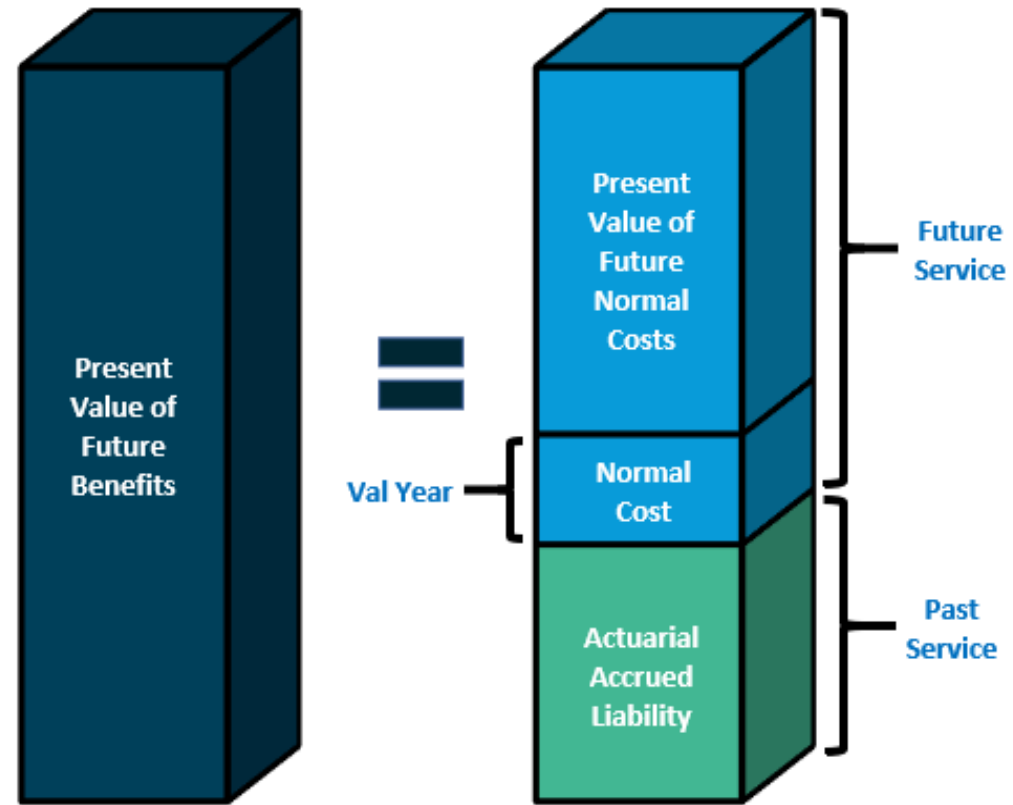 Present
Value of
Future
Benefits
Val Year
Present
Value of
Future
Normal
Costs
Normal
Cost
Actuarial
Accrued
Liability
Future
Service
Past
Service